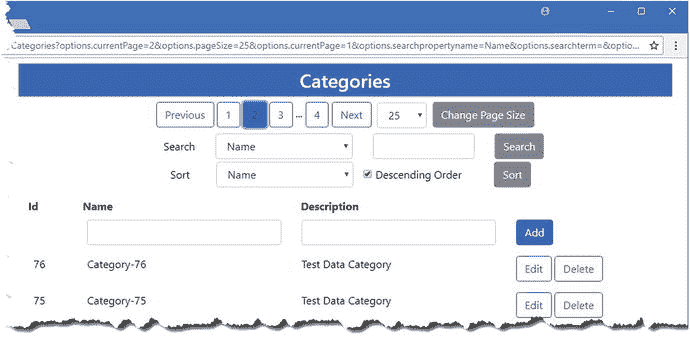 Categories?options.currentPage=2&options.pageSize=25&options.currentPage=1&options.searchpropertyname=Name&options.searchterm=&optio...
Categories
Previous 1 2 3 ... 4 Next 25 Change Page Size
Search Name Search
Sort Name Descending Order Sort
Id Name Description
Add
76 Category-76 Test Data Category Edit Delete
75 Category-75 Test Data Category Edit Delete